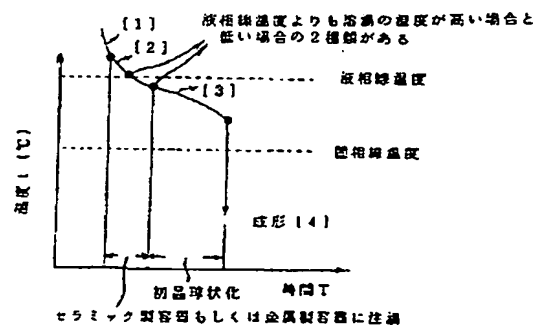 [1]
液相線温度よりも溶湯の温度が高い場合と
[2]
低い場合の2種類がある
液相線温度
[3]
固相線温度
温度t(℃)
成形[4]
初晶球状化
時間T
セラミック製容器もしくは金属製容器に注湯